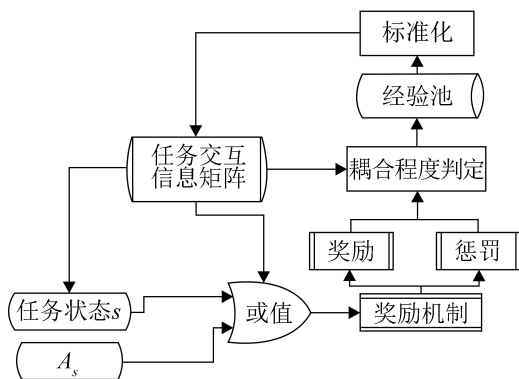 标准化
经验池
任务交互
信息矩阵
耦合程度判定
奖励
惩罚
任务状态s
或值
奖励机制
A_s